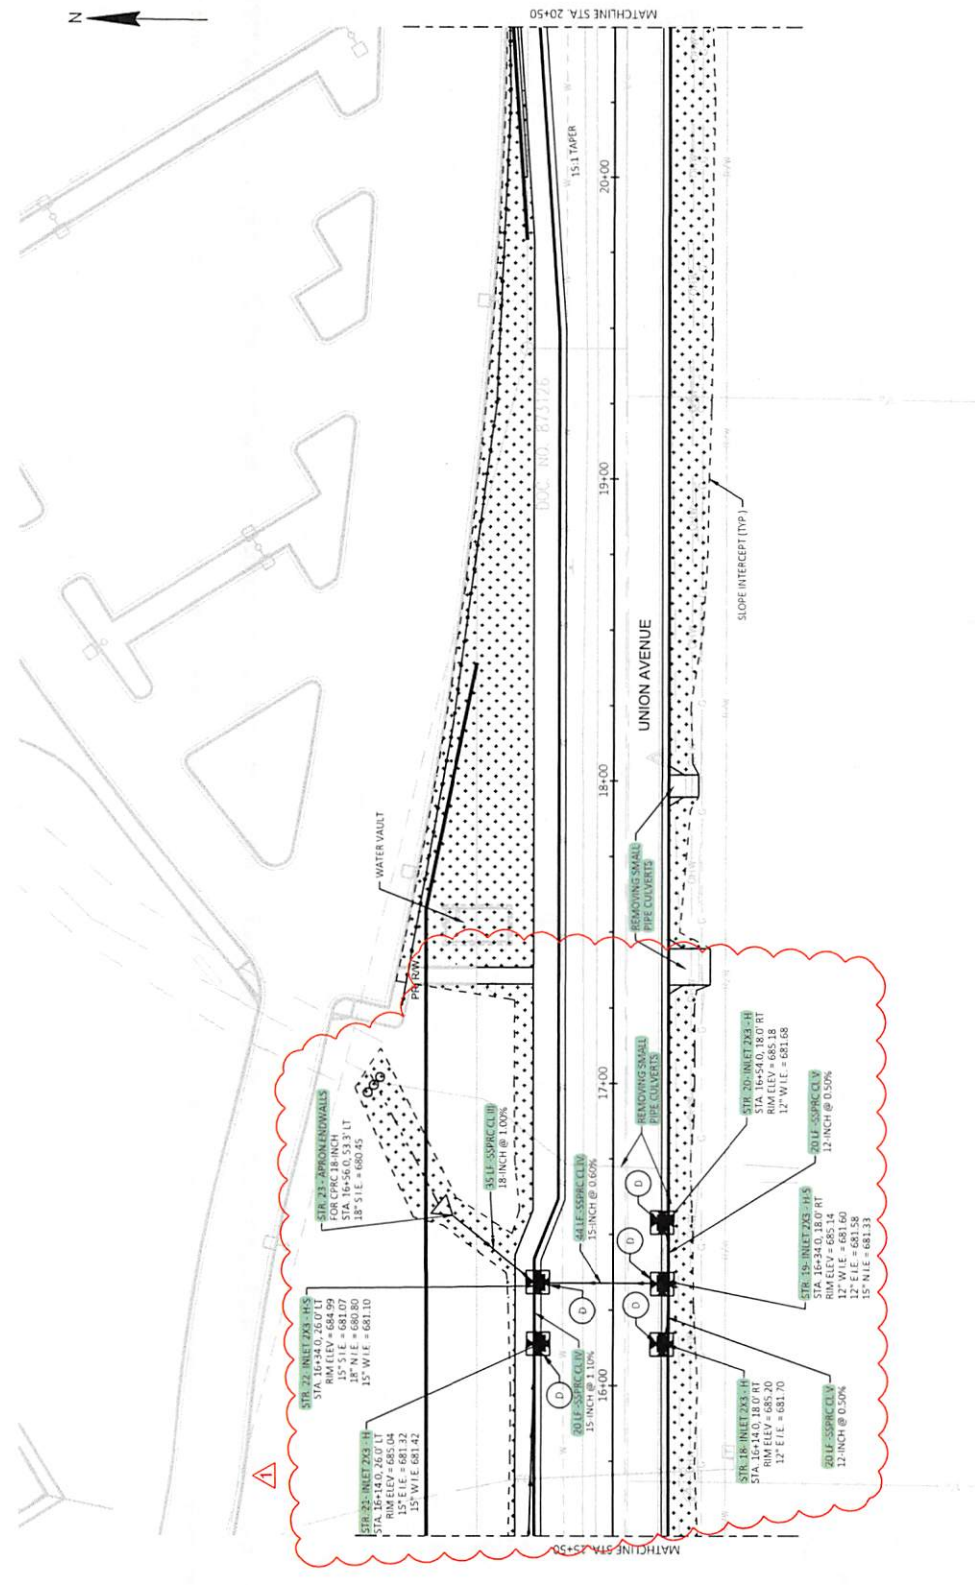 N
MATCHLINE STA. 20+50
15:1 TAPER
20+00
DOC. NO. 873126
19+00
SLOPE INTERCEPT (TYP.)
UNION AVENUE
18+00
WATER VAULT
REMOVING SMALL
PIPE CULVERTS
PR R/W
17+00
REMOVING SMALL
PIPE CULVERTS
STR. 23 - APRON ENDWALLS
FOR CPRC 18-INCH
STA. 16+56.0, 53.3' LT
18" S I.E. = 680.45
35 LF -SSPRC CL III
18-INCH @ 1.00%
44 LF -SSPRC CL IV
15-INCH @ 0.60%
STR. 20- INLET 2X3 - H
STA. 16+54.0, 18.0' RT
RIM ELEV = 685.18
12" W I.E. = 681.68
20 LF -SSPRC CL V
12-INCH @ 0.50%
STR. 22- INLET 2X3 - H-S
STA. 16+34.0, 26.0' LT
RIM ELEV = 684.99
15" S I.E. = 681.07
18" N I.E. = 680.80
15" W I.E. = 681.10
STR. 19- INLET 2X3 - H-S
STA. 16+34.0, 18.0' RT
RIM ELEV = 685.14
12" W I.E. = 681.60
12" E I.E. = 681.58
15" N I.E = 681.33
D
D
D
D
D
20 LF -SSPRC CL IV
15-INCH @ 1.10%
16+00
STR. 21- INLET 2X3 - H
STA. 16+14.0, 26.0' LT
RIM ELEV = 685.04
15" E I.E. = 681.32
15" W I.E. 681.42
STR. 18- INLET 2X3 - H
STA. 16+14.0, 18.0' RT
RIM ELEV = 685.20
12" E I.E. = 681.70
20 LF -SSPRC CL V
12-INCH @ 0.50%
1
MATHCLINE STA. 15+50